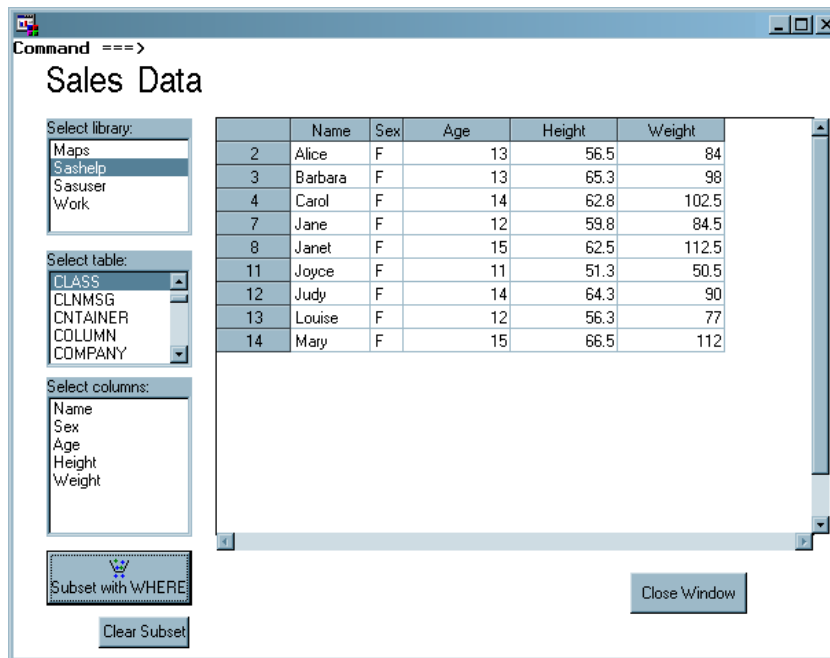 Command ===>
Sales Data
Select library:
Maps
Sashelp
Sasuser
Work
Select table:
CLASS
CLNMSG
CNTAINER
COLUMN
COMPANY
Select columns:
Name
Sex
Age
Height
Weight
Subset with WHERE
Clear Subset
Name Sex Age Height Weight
2 Alice F 13 56.5 84
3 Barbara F 13 65.3 98
4 Carol F 14 62.8 102.5
7 Jane F 12 59.8 84.5
8 Janet F 15 62.5 112.5
11 Joyce F 11 51.3 50.5
12 Judy F 14 64.3 90
13 Louise F 12 56.3 77
14 Mary F 15 66.5 112
Close Window